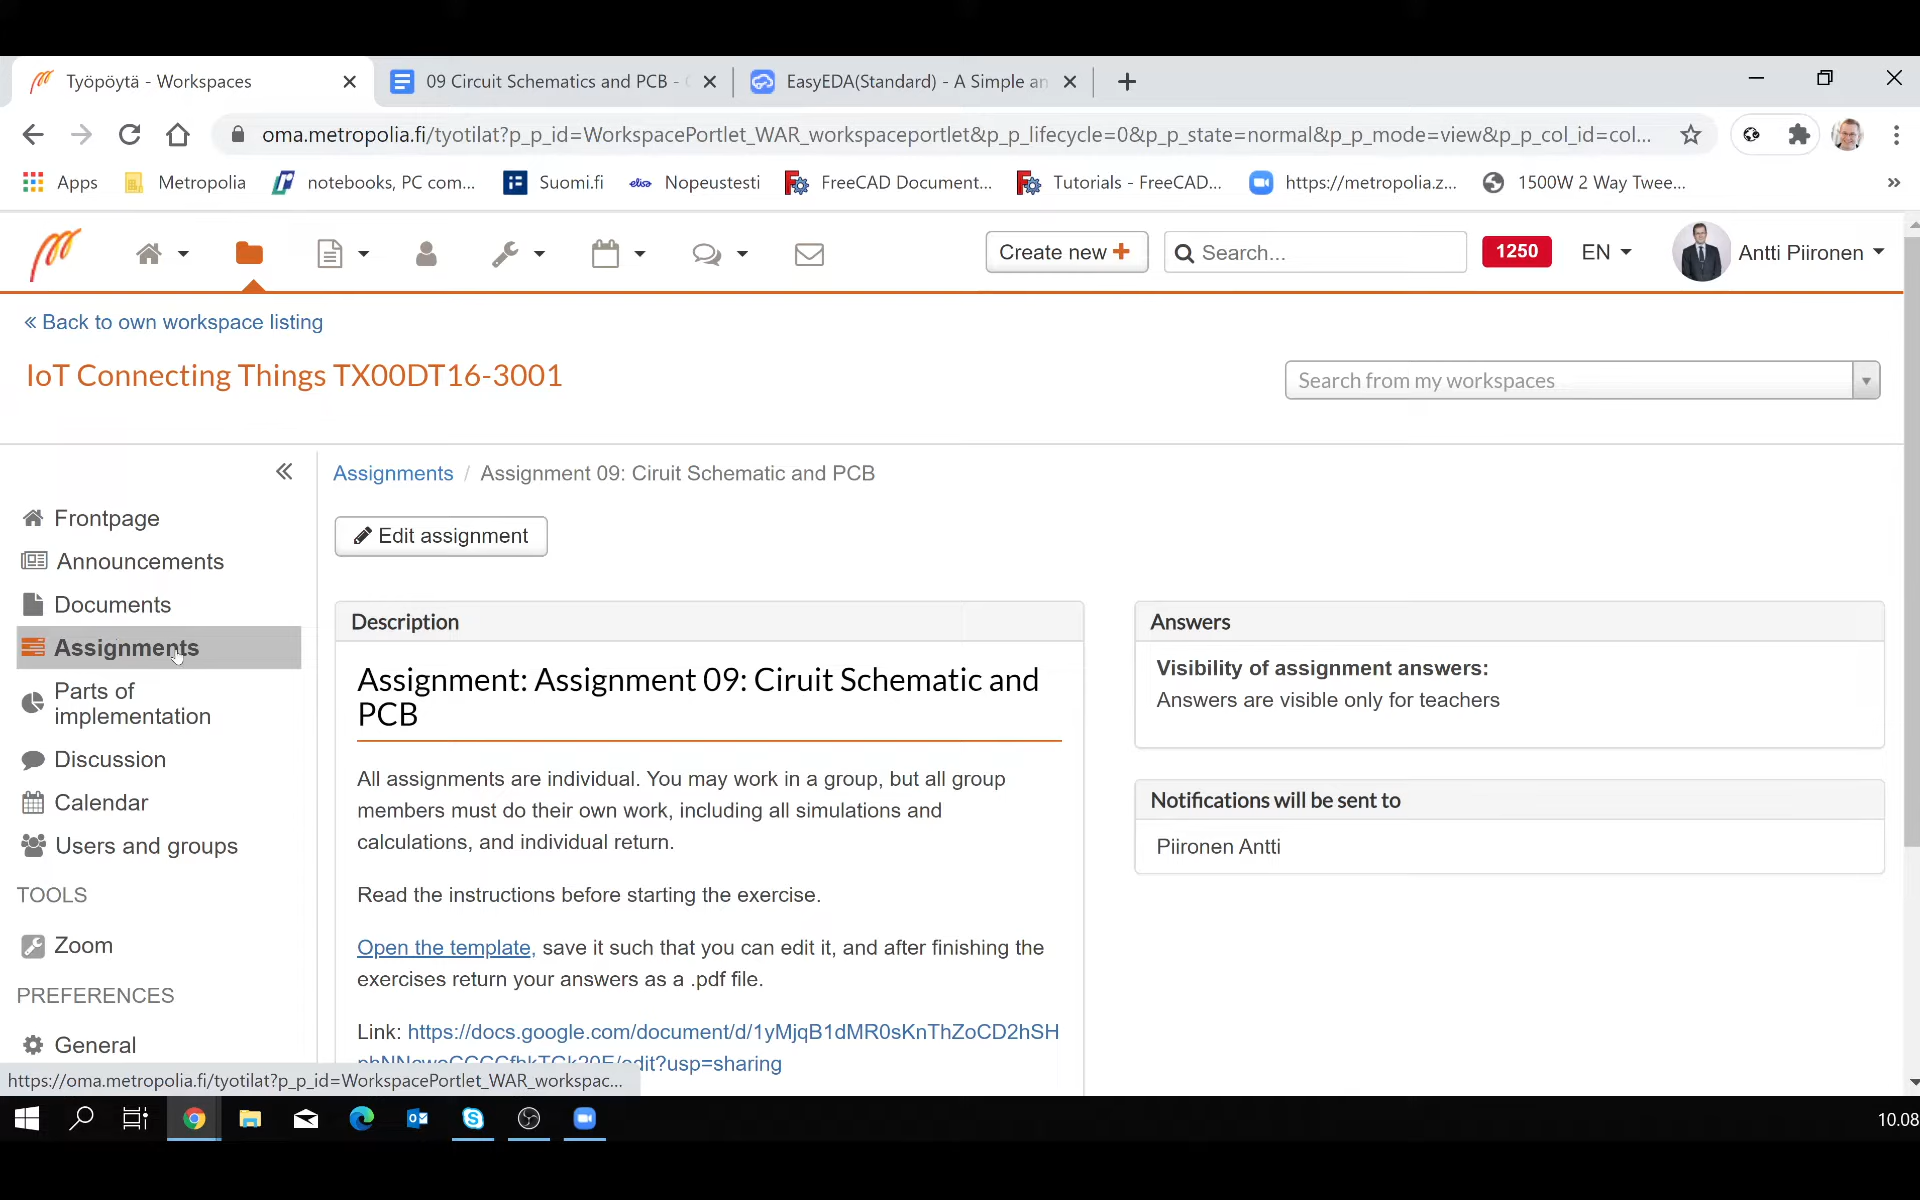 Työpöytä - Workspaces
09 Circuit Schematics and PCB -
EasyEDA(Standard) - A Simple an
oma.metropolia.fi/tyotilat?p_p_id=WorkspacePortlet_WAR_workspaceportlet&p_p_lifecycle=0&p_p_state=normal&p_p_mode=view&p_p_col_id=col...
Apps
Metropolia
notebooks, PC com...
Suomi.fi
elisa
Nopeustesti
FreeCAD Document...
Tutorials - FreeCAD...
https://metropolia.z...
1500W 2 Way Twee...
Create new
Search...
1250
EN
Antti Piironen
« Back to own workspace listing
IoT Connecting Things TX00DT16-3001
Search from my workspaces
Assignments / Assignment 09: Ciruit Schematic and PCB
Edit assignment
Frontpage
Announcements
Documents
Assignments
Parts of
implementation
Discussion
Calendar
Users and groups
TOOLS
Zoom
PREFERENCES
General
Description
Assignment: Assignment 09: Ciruit Schematic and
PCB
All assignments are individual. You may work in a group, but all group
members must do their own work, including all simulations and
calculations, and individual return.
Read the instructions before starting the exercise.
Open the template, save it such that you can edit it, and after finishing the
exercises return your answers as a .pdf file.
Link: https://docs.google.com/document/d/1yMjqB1dMR0sKnThZoCD2hSH
dit?usp=sharing
Answers
Visibility of assignment answers:
Answers are visible only for teachers
Notifications will be sent to
Piironen Antti
https://oma.metropolia.fi/tyotilat?p_p_id=WorkspacePortlet_WAR_workspac...
10.08